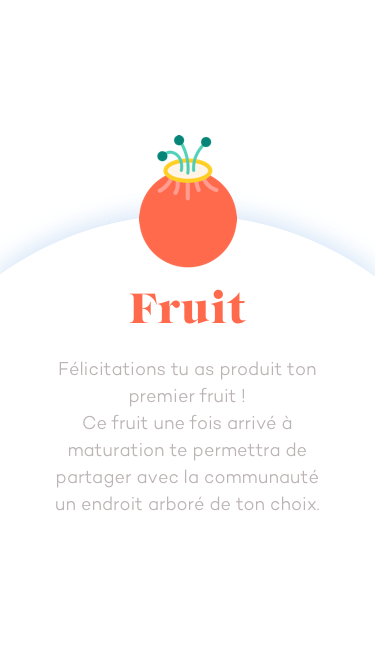 Fruit
Félicitations tu as produit ton
premier fruit !
Ce fruit une fois arrivé à
maturation te permettra de
partager avec la communauté
un endroit arboré de ton choix.